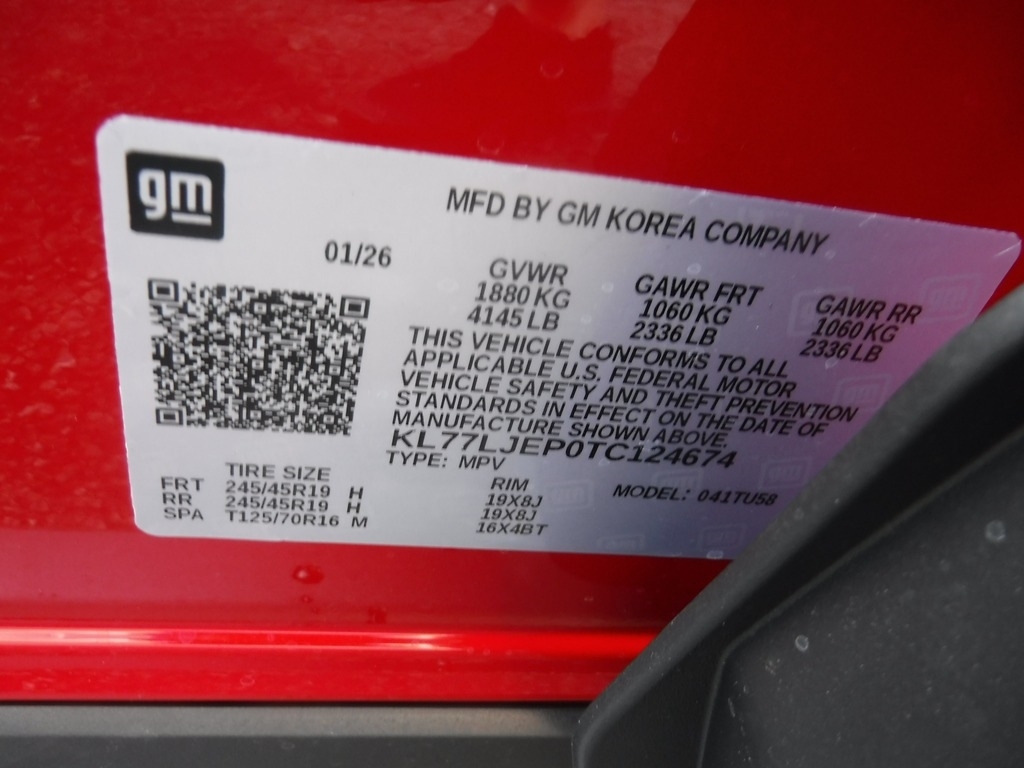 gm
MFD BY GM KOREA COMPANY
01/26
GVWR GAWR FRT GAWR RR
1880 KG 1060 KG 1060 KG
4145 LB 2336 LB 2336 LB
THIS VEHICLE CONFORMS TO ALL
APPLICABLE U.S. FEDERAL MOTOR
VEHICLE SAFETY AND THEFT PREVENTION
STANDARDS IN EFFECT ON THE DATE OF
MANUFACTURE SHOWN ABOVE.
KL77LJEP0TC124674
TYPE: MPV
TIRE SIZE RIM MODEL: 041TU58
FRT 245/45R19 H 19X8J
RR 245/45R19 H 19X8J
SPA T125/70R16 M 16X4BT